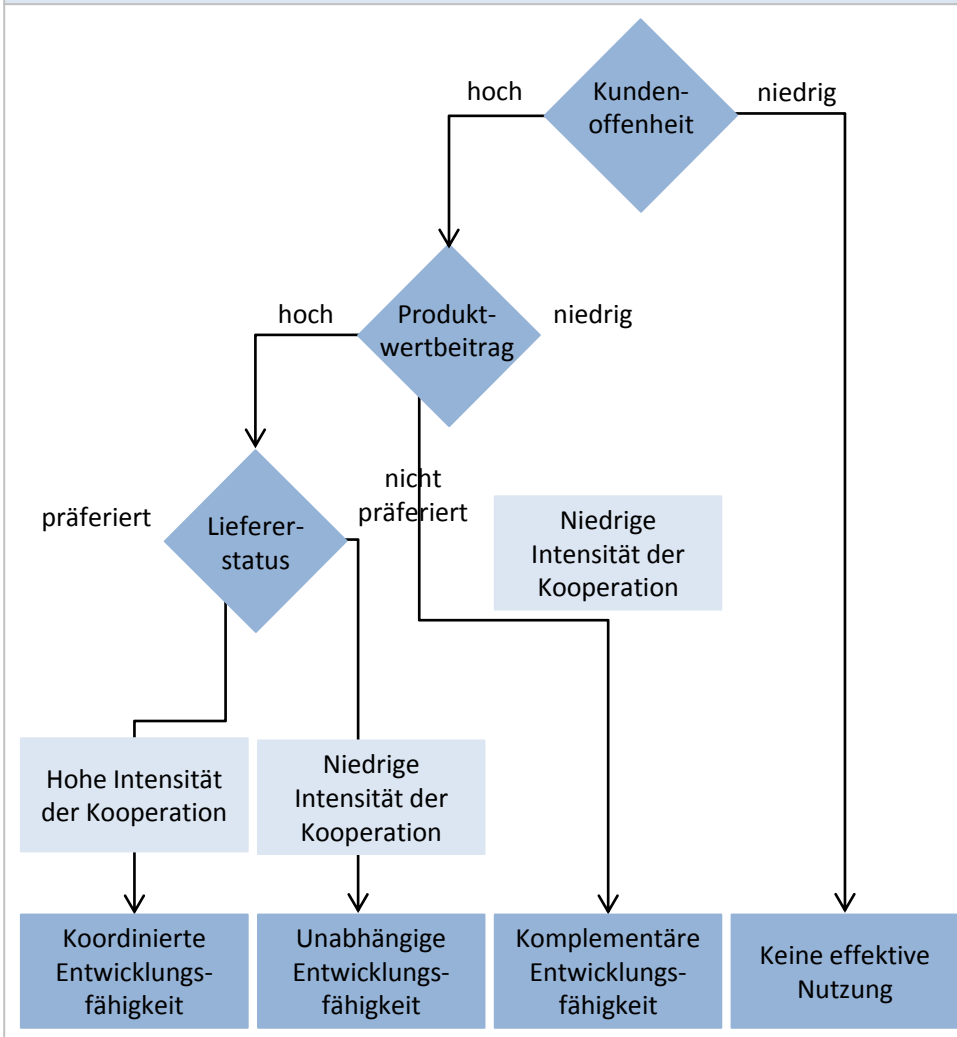 hoch
Kunden-
offenheit
niedrig
hoch
Produkt-
wertbeitrag
niedrig
präferiert
Lieferer-
status
nicht
präferiert
Niedrige
Intensität der
Kooperation
Hohe Intensität
der Kooperation
Niedrige
Intensität der
Kooperation
Koordinierte
Entwicklungs-
fähigkeit
Unabhängige
Entwicklungs-
fähigkeit
Komplementäre
Entwicklungs-
fähigkeit
Keine effektive
Nutzung